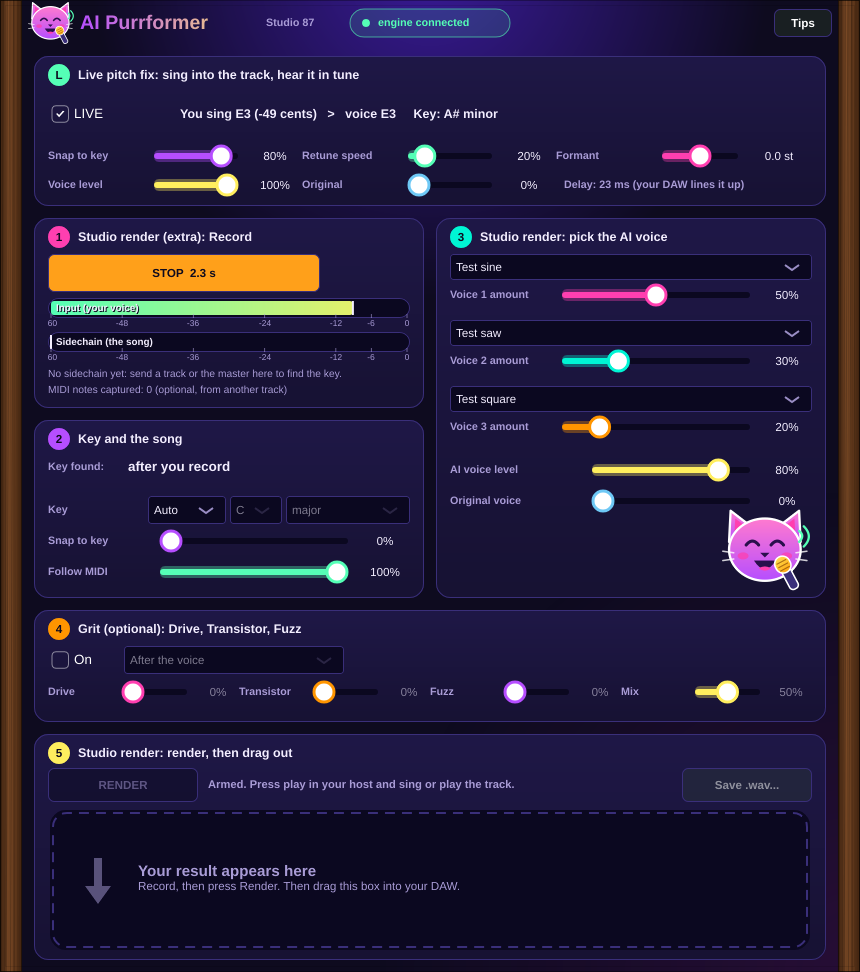 AI Purrformer
Studio 87
engine connected
Tips
L Live pitch fix: sing into the track, hear it in tune
LIVE
You sing E3 (-49 cents) > voice E3 Key: A# minor
Snap to key 80% Retune speed 20% Formant 0.0 st
Voice level 100% Original 0% Delay: 23 ms (your DAW lines it up)
1 Studio render (extra): Record
STOP 2.3 s
Input (your voice)
60 -48 -36 -24 -12 -6 0
Sidechain (the song)
60 -48 -36 -24 -12 -6 0
No sidechain yet: send a track or the master here to find the key.
MIDI notes captured: 0 (optional, from another track)
2 Key and the song
Key found: after you record
Key Auto C major
Snap to key 0%
Follow MIDI 100%
3 Studio render: pick the AI voice
Test sine
Voice 1 amount 50%
Test saw
Voice 2 amount 30%
Test square
Voice 3 amount 20%
AI voice level 80%
Original voice 0%
4 Grit (optional): Drive, Transistor, Fuzz
On After the voice
Drive 0% Transistor 0% Fuzz 0% Mix 50%
5 Studio render: render, then drag out
RENDER Armed. Press play in your host and sing or play the track. Save .wav...
Your result appears here
Record, then press Render. Then drag this box into your DAW.